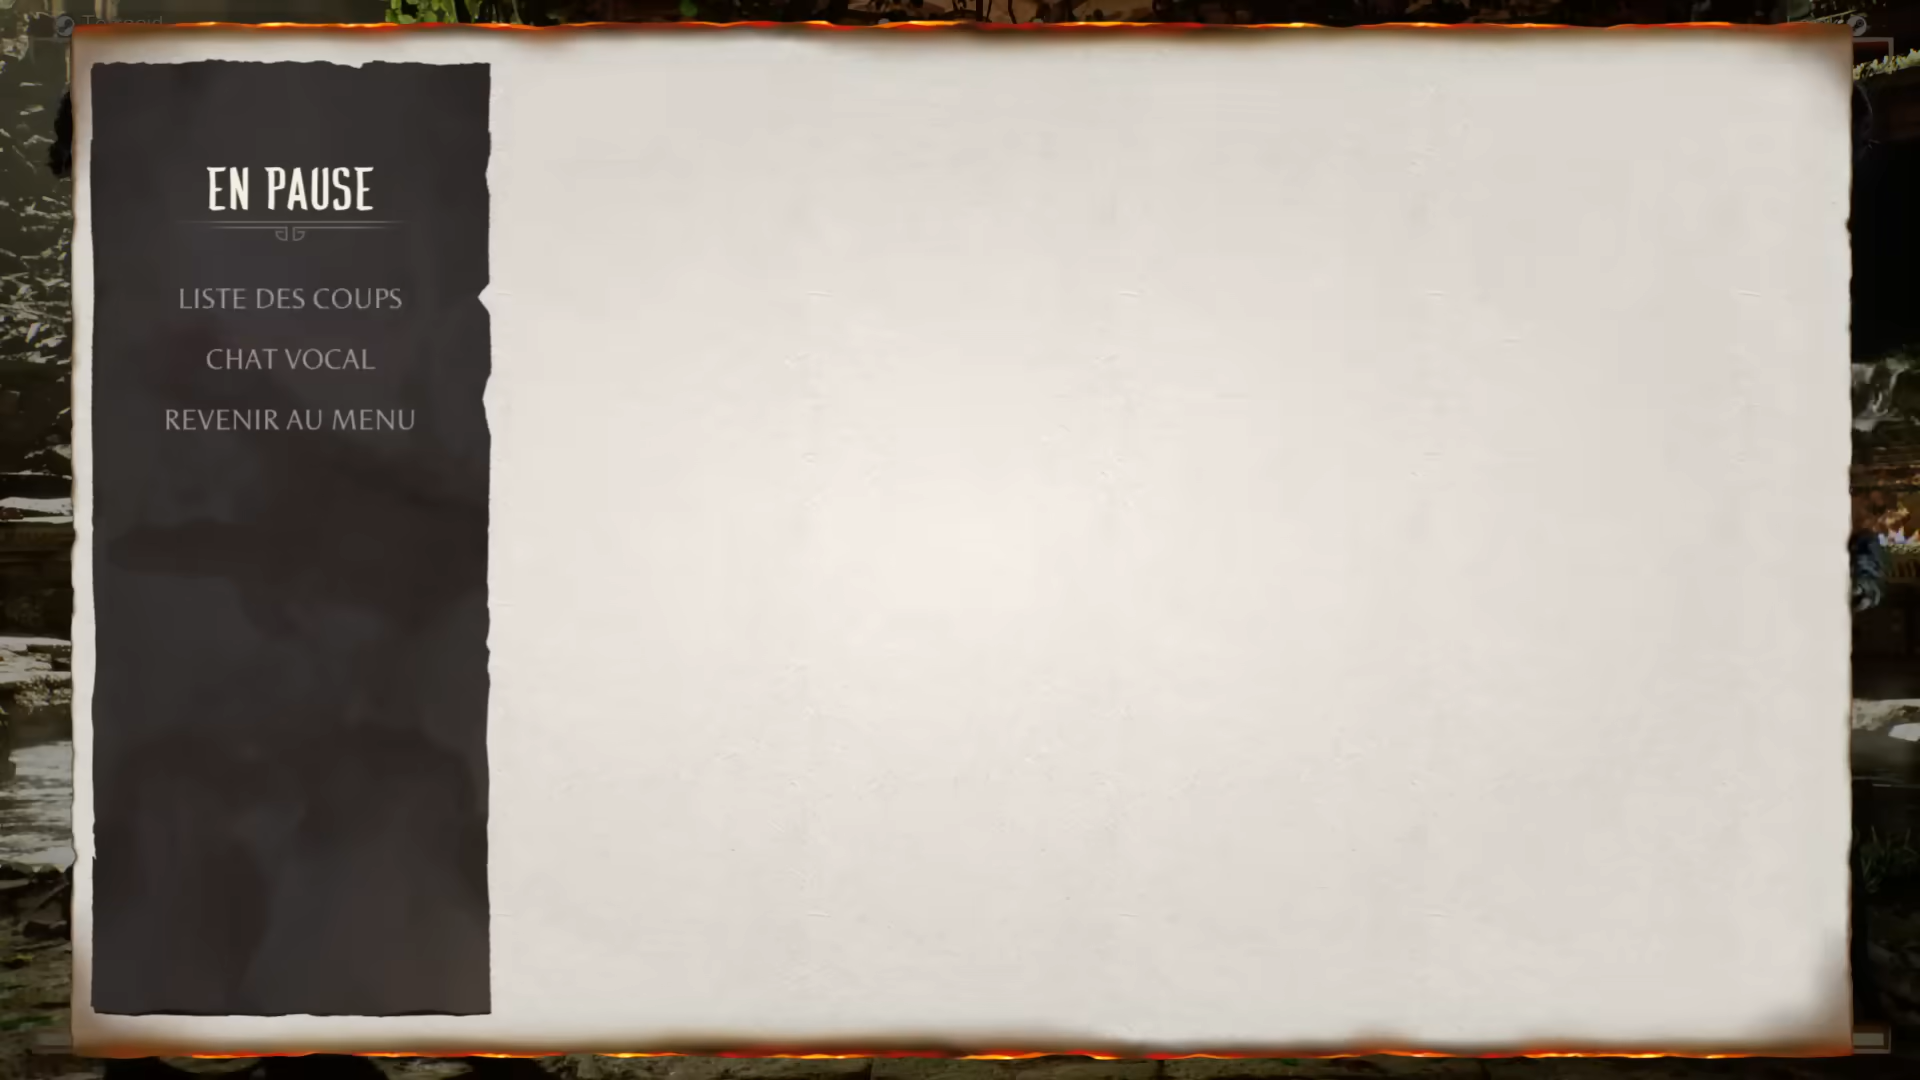 EN PAUSE
LISTE DES COUPS
CHAT VOCAL
REVENIR AU MENU